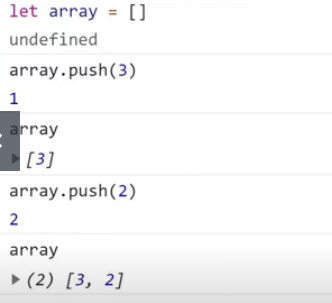 let array = []
undefined
array.push(3)
1
array
▶ [3]
array.push(2)
2
array
▶ (2) [3, 2]